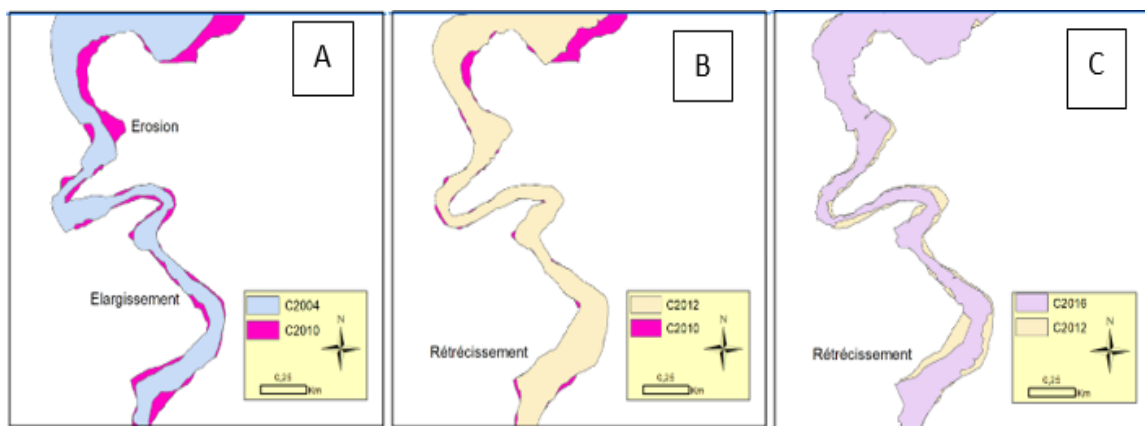 A
Erosion
Elargissement
C2004
C2010
N
0,25
Km
B
Rétrécissement
C2012
C2010
N
0,25
Km
C
Rétrécissement
C2016
C2012
N
0,25
Km